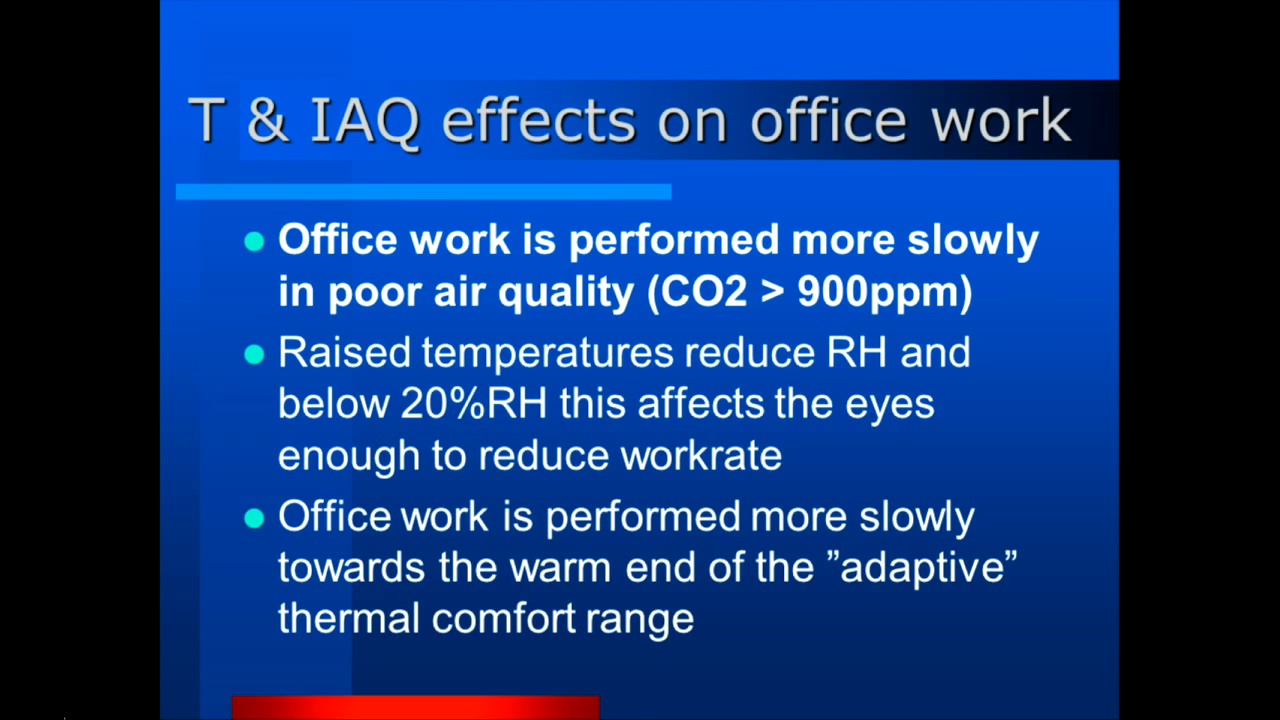 T & IAQ effects on office work
Office work is performed more slowly
in poor air quality (CO2 > 900ppm)
Raised temperatures reduce RH and
below 20%RH this affects the eyes
enough to reduce workrate
Office work is performed more slowly
towards the warm end of the ”adaptive”
thermal comfort range